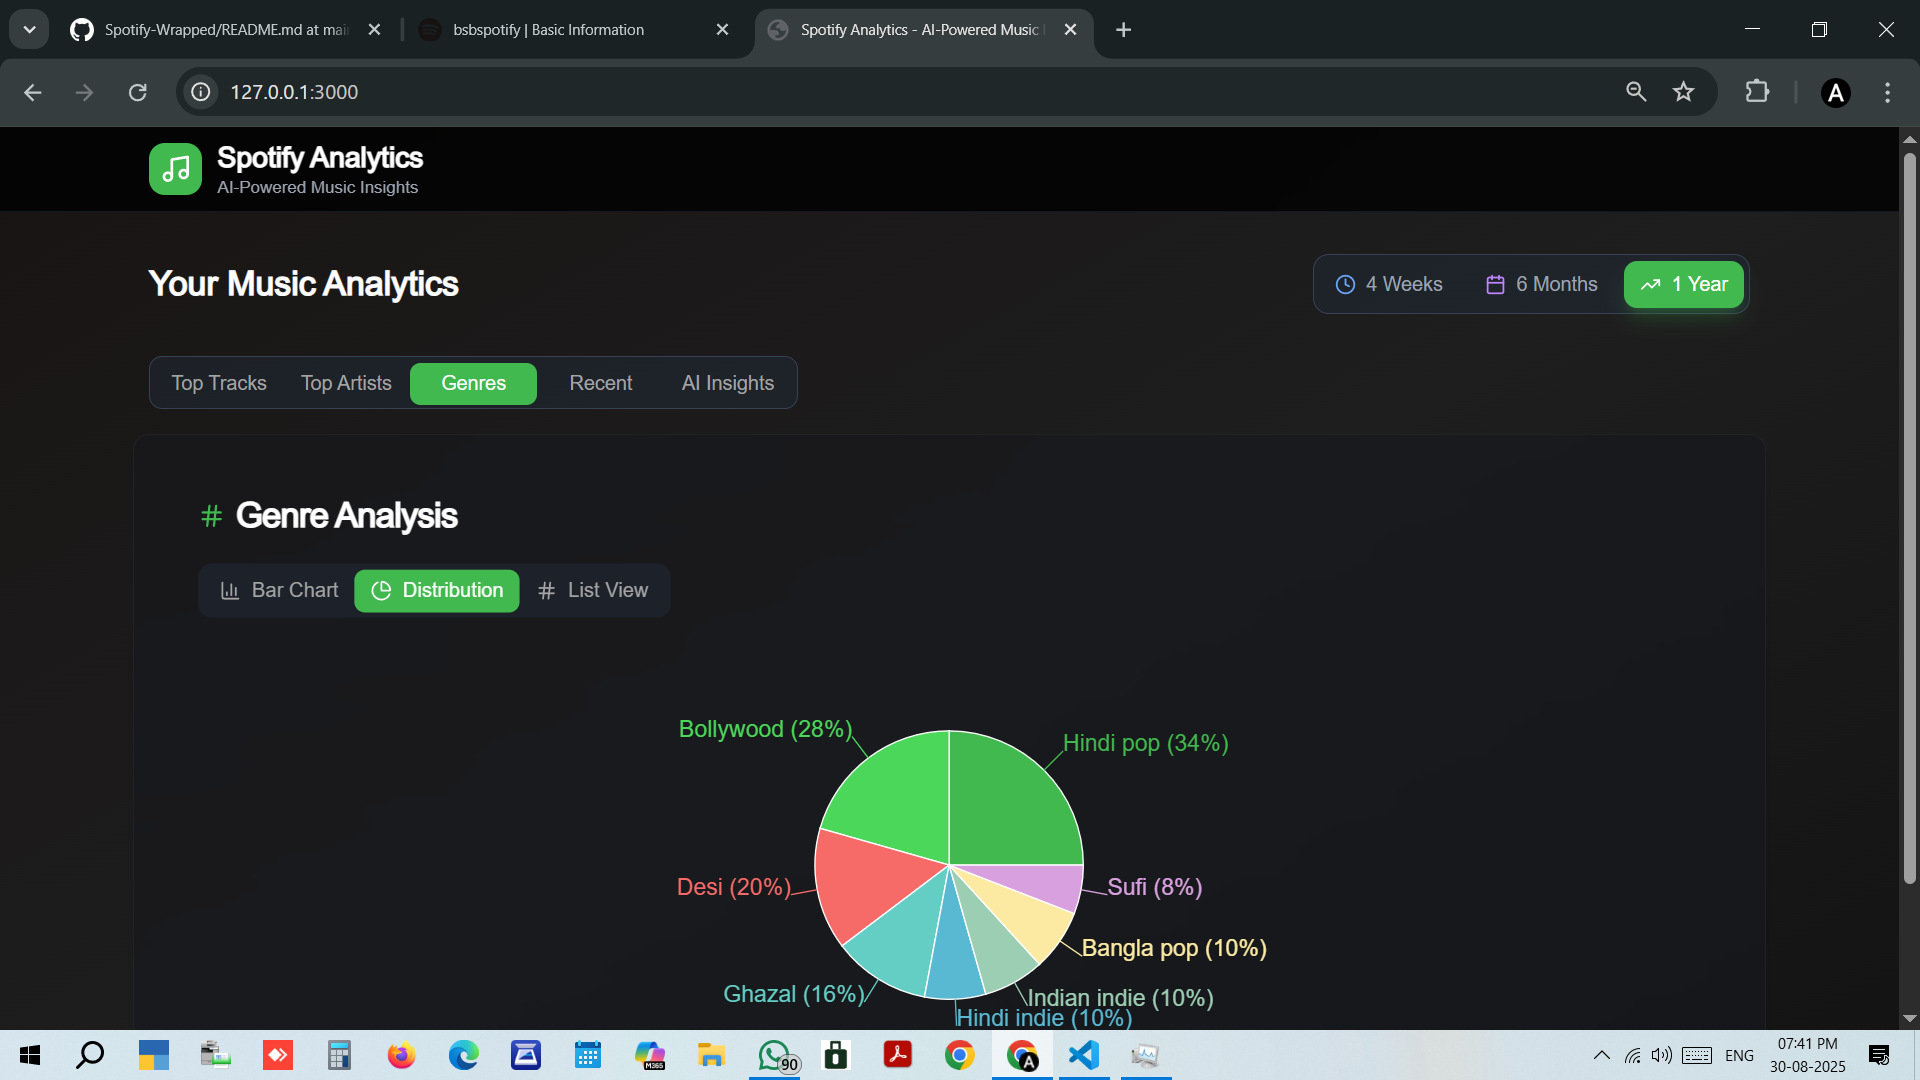 Spotify-Wrapped/README.md at mai
bsbspotify | Basic Information
Spotify Analytics - AI-Powered Music I
127.0.0.1:3000
A
Spotify Analytics
AI-Powered Music Insights
Your Music Analytics
4 Weeks
6 Months
1 Year
Top Tracks
Top Artists
Genres
Recent
AI Insights
# Genre Analysis
Bar Chart
Distribution
# List View
Bollywood (28%)
Hindi pop (34%)
Desi (20%)
Sufi (8%)
Bangla pop (10%)
Ghazal (16%)
Indian indie (10%)
Hindi indie (10%)
M365
90
A
ENG
07:41 PM
30-08-2025